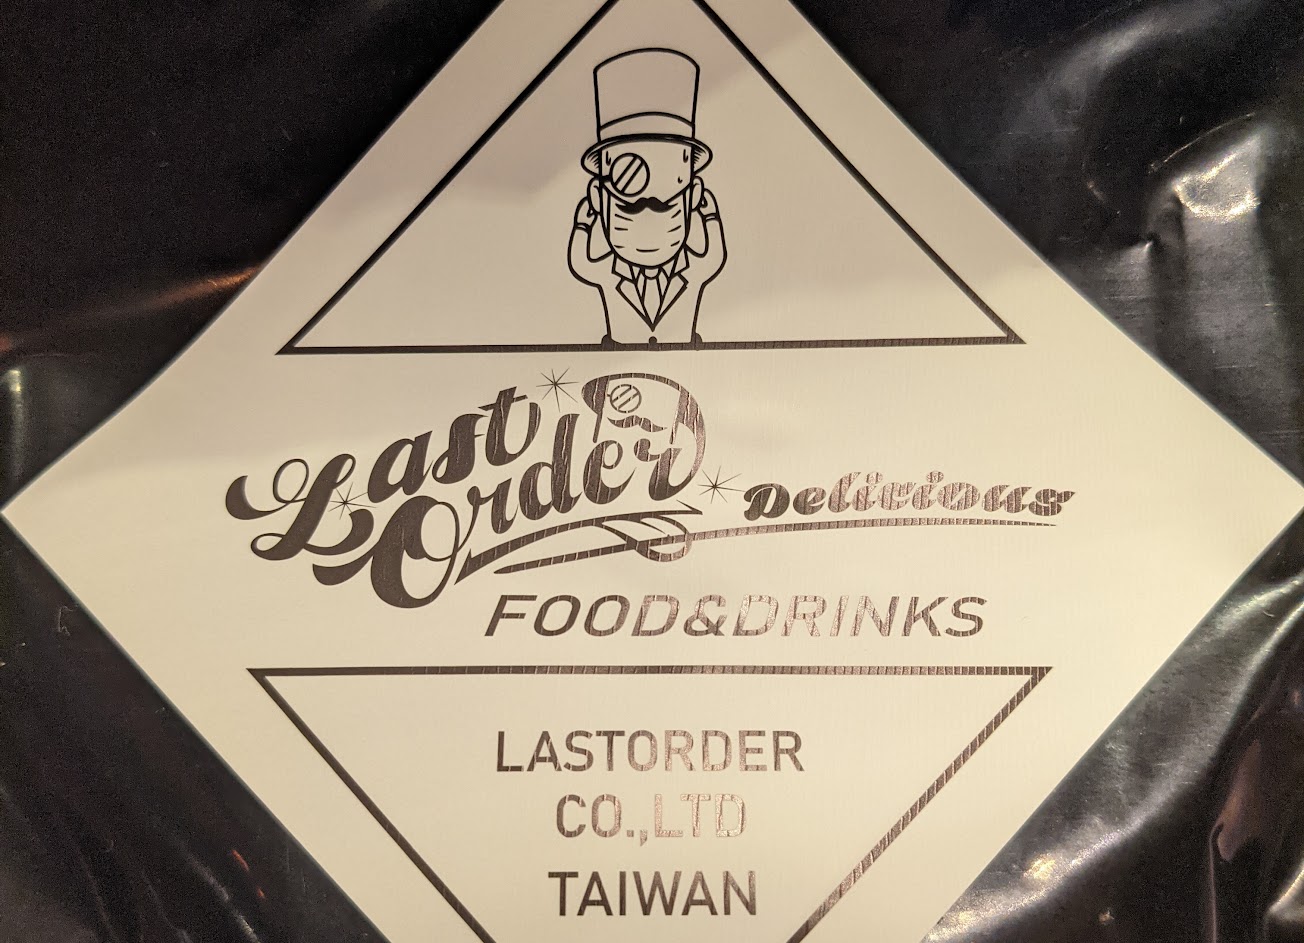 Last
Order
Delicious
FOOD&DRINKS
LASTORDER
CO.,LTD
TAIWAN